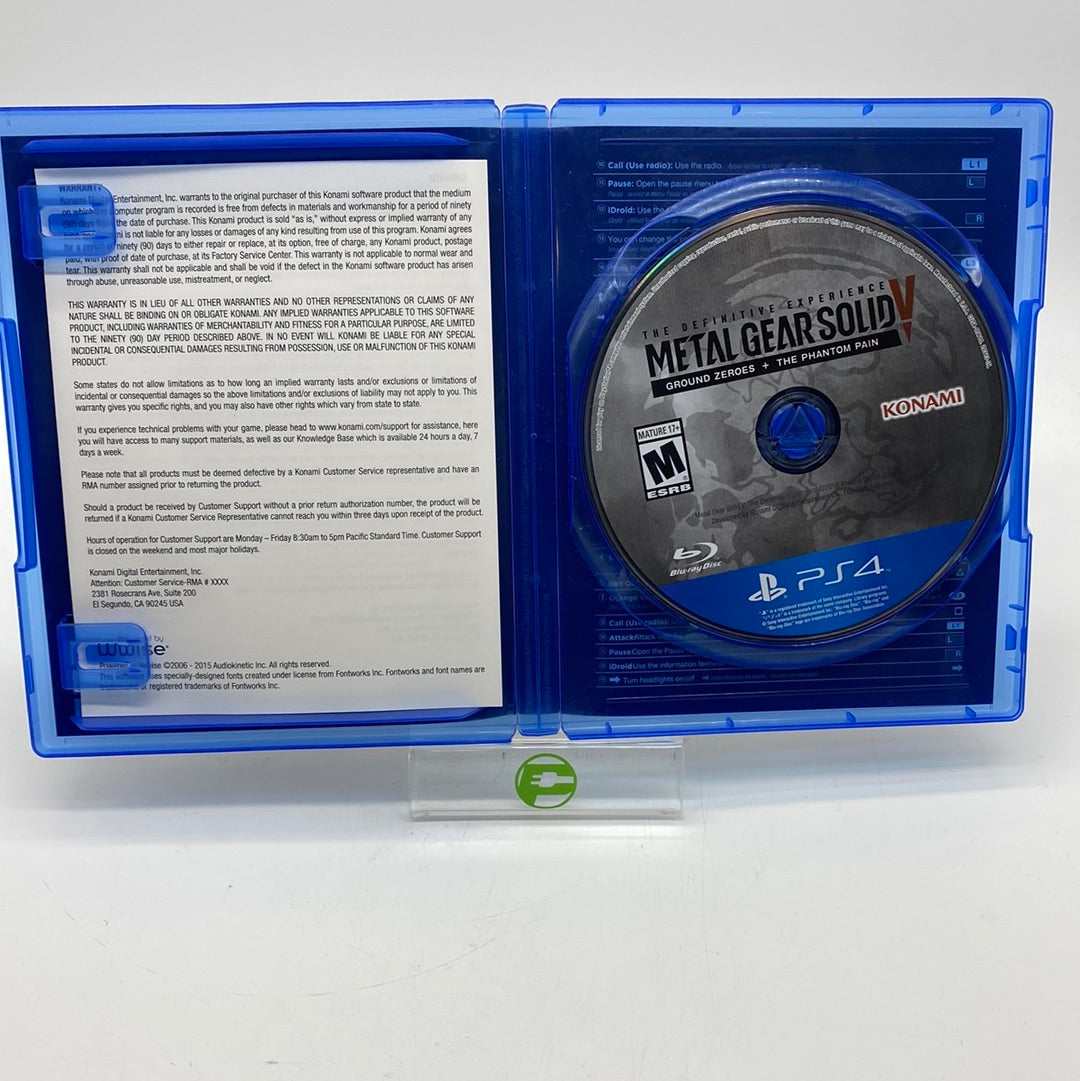 WARRANTY
Entertainment, Inc. warrants to the original purchaser of this Konami software product that the medium
on which computer program is recorded is free from defects in materials and workmanship for a period of ninety
(90) days the date of purchase. This Konami product is sold "as is," without express or implied warranty of any
is not liable for any losses or damages of any kind resulting from use of this program. Konami agrees
for a period ninety (90) days to either repair or replace, at its option, free of charge, any Konami product, postage
paid, with proof of date of purchase, at its Factory Service Center. This warranty is not applicable to normal wear and
tear. This warranty shall not be applicable and shall be void if the defect in the Konami software product has arisen
through abuse, unreasonable use, mistreatment, or neglect.
THIS WARRANTY IS IN LIEU OF ALL OTHER WARRANTIES AND NO OTHER REPRESENTATIONS OR CLAIMS OF ANY
NATURE SHALL BE BINDING ON OR OBLIGATE KONAMI. ANY IMPLIED WARRANTIES APPLICABLE TO THIS SOFTWARE
PRODUCT, INCLUDING WARRANTIES OF MERCHANTABILITY AND FITNESS FOR A PARTICULAR PURPOSE, ARE LIMITED
TO THE NINETY (90) DAY PERIOD DESCRIBED ABOVE. IN NO EVENT WILL KONAMI BE LIABLE FOR ANY SPECIAL
INCIDENTAL OR CONSEQUENTIAL DAMAGES RESULTING FROM POSSESSION, USE OR MALFUNCTION OF THIS KONAMI
PRODUCT.
Some states do not allow limitations as to how long an implied warranty lasts and/or exclusions or limitations of
incidental or consequential damages so the above limitations and/or exclusions of liability may not apply to you. This
warranty gives you specific rights, and you may also have other rights which vary from state to state.
If you experience technical problems with your game, please head to www.konami.com/support for assistance, here
you will have access to many support materials, as well as our Knowledge Base which is available 24 hours a day, 7
days a week.
Please note that all products must be deemed defective by a Konami Customer Service representative and have an
RMA number assigned prior to returning the product.
Should a product be received by Customer Support without a prior return authorization number, the product will be
returned if a Konami Customer Service Representative cannot reach you within three days upon receipt of the product.
Hours of operation for Customer Support are Monday – Friday 8:30am to 5pm Pacific Standard Time. Customer Support
is closed on the weekend and most major holidays.
Konami Digital Entertainment, Inc.
Attention: Customer Service-RMA # XXXX
2381 Rosecrans Ave, Suite 200
El Segundo, CA 90245 USA
by
Wwise®
©2006 - 2015 Audiokinetic Inc. All rights reserved.
This software uses specially-designed fonts created under license from Fontworks Inc. Fontworks and font names are
trademarks or registered trademarks of Fontworks Inc.
Call (Use radio): Use the radio. L1
Pause: Open the pause menu L
iDroid: Use the R
You can change
L3
THE DEFINITIVE EXPERIENCE
METAL GEAR SOLID V
GROUND ZEROES + THE PHANTOM PAIN
KONAMI
MATURE 17+
M
ESRB
Blu-ray Disc
PS4
Call (Use radio): L1
Attack: L
Pause: Open the R
iDroid Use the information
Turn headlights on/off